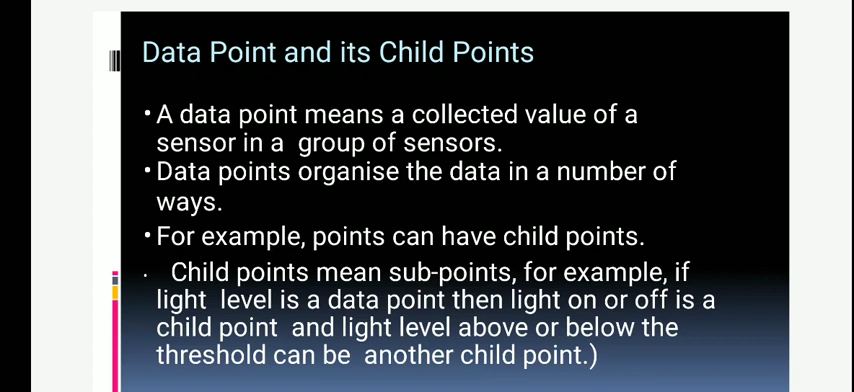 Data Point and its Child Points
• A data point means a collected value of a
sensor in a group of sensors.
• Data points organise the data in a number of
ways.
• For example, points can have child points.
. Child points mean sub-points, for example, if
light level is a data point then light on or off is a
child point and light level above or below the
threshold can be another child point.)